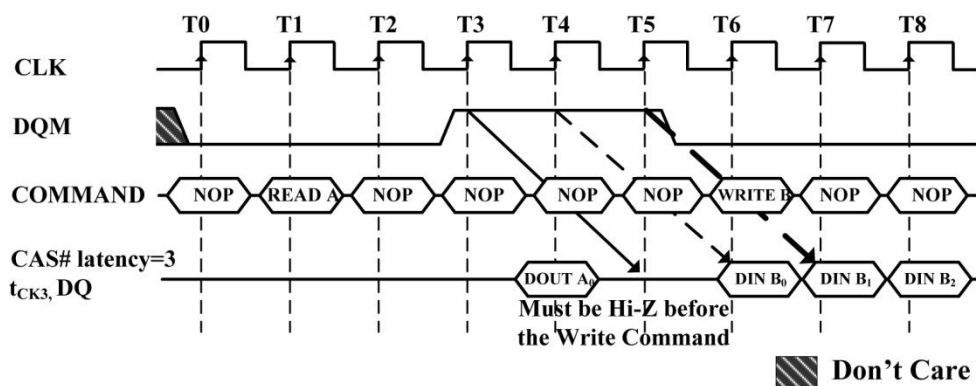 T0 T1 T2 T3 T4 T5 T6 T7 T8
CLK
DQM
COMMAND NOP READ A NOP NOP NOP NOP WRITE B NOP NOP
CAS# latency=3
tCK3, DQ DOUT A0 DIN B0 DIN B1 DIN B2
Must be Hi-Z before
the Write Command
Don't Care